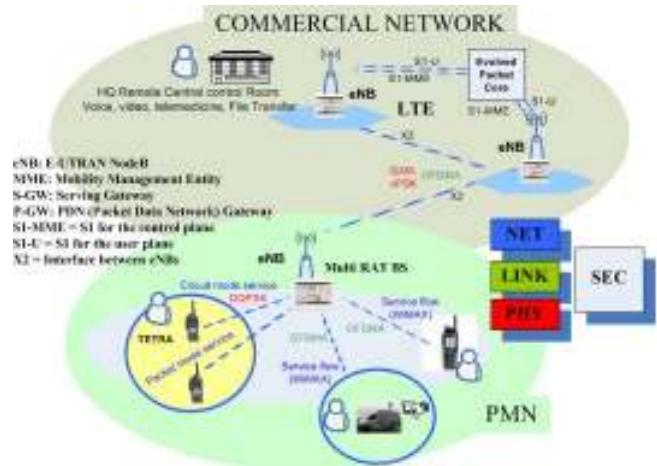 COMMERCIAL NETWORK
S1-U
S1-MME
Evolved
Packet
Core
S1-U
S1-MME
HQ Remote Central control Room
Voice, video, telemedicine, File Transfer
eNB
LTE
eNB
X2
OFDMA
X2
eNB: E-UTRAN NodeB
MME: Mobility Management Entity
S-GW: Serving Gateway
P-GW: PDN (Packet Data Network) Gateway
S1-MME = S1 for the control plane
S1-U = S1 for the user plane
X2 = Interface between eNBs
NET
LINK
PHY
SEC
eNB
Multi RAT BS
Circuit mode service
DQPSK
TETRA
Packet mode service
Service flow
(WiMAX)
OFDMA
OFDMA
Service flow
(WiMAX)
PMN